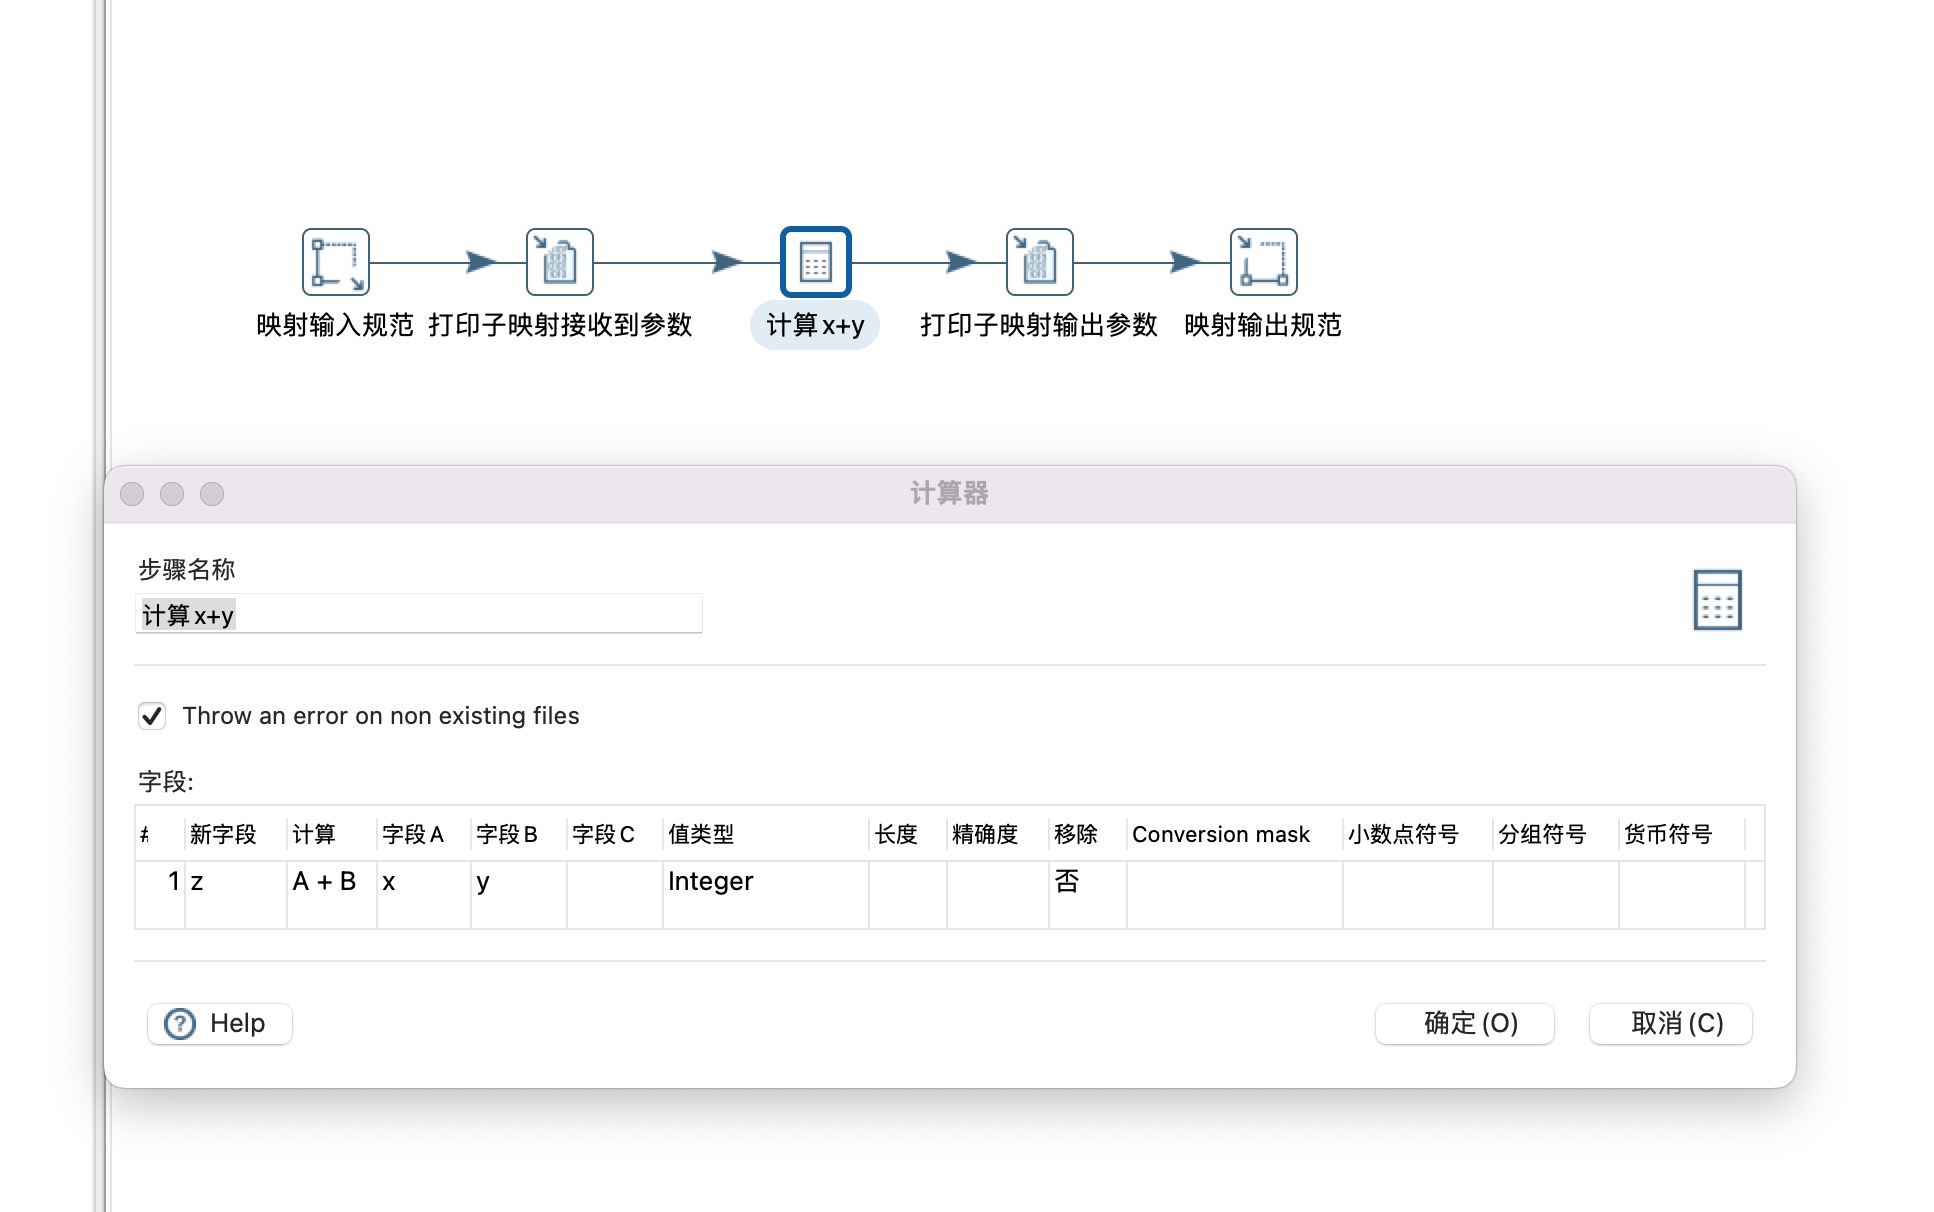 映射输入规范 打印子映射接收到参数 计算x+y 打印子映射输出参数 映射输出规范
计算器
步骤名称
计算x+y
Throw an error on non existing files
字段:
# 新字段 计算 字段A 字段B 字段C 值类型 长度 精确度 移除 Conversion mask 小数点符号 分组符号 货币符号
1 z A + B x y Integer 否
Help 确定(O) 取消(C)